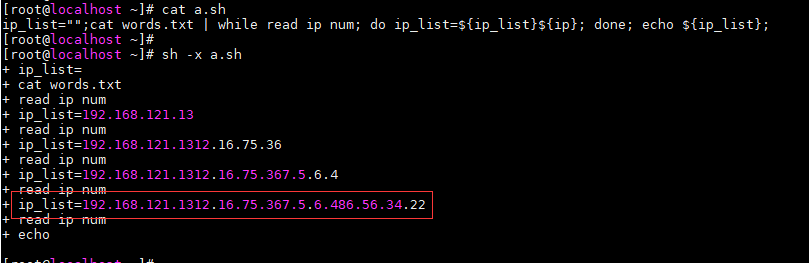 [root@localhost ~]# cat a.sh
ip_list="";cat words.txt | while read ip num; do ip_list=${ip_list}${ip}; done; echo ${ip_list};
[root@localhost ~]#
[root@localhost ~]# sh -x a.sh
+ ip_list=
+ cat words.txt
+ read ip num
+ ip_list=192.168.121.13
+ read ip num
+ ip_list=192.168.121.1312.16.75.36
+ read ip num
+ ip_list=192.168.121.1312.16.75.367.5.6.4
+ read ip num
+ ip_list=192.168.121.1312.16.75.367.5.6.486.56.34.22
+ read ip num
+ echo
[root@localhost ~]#